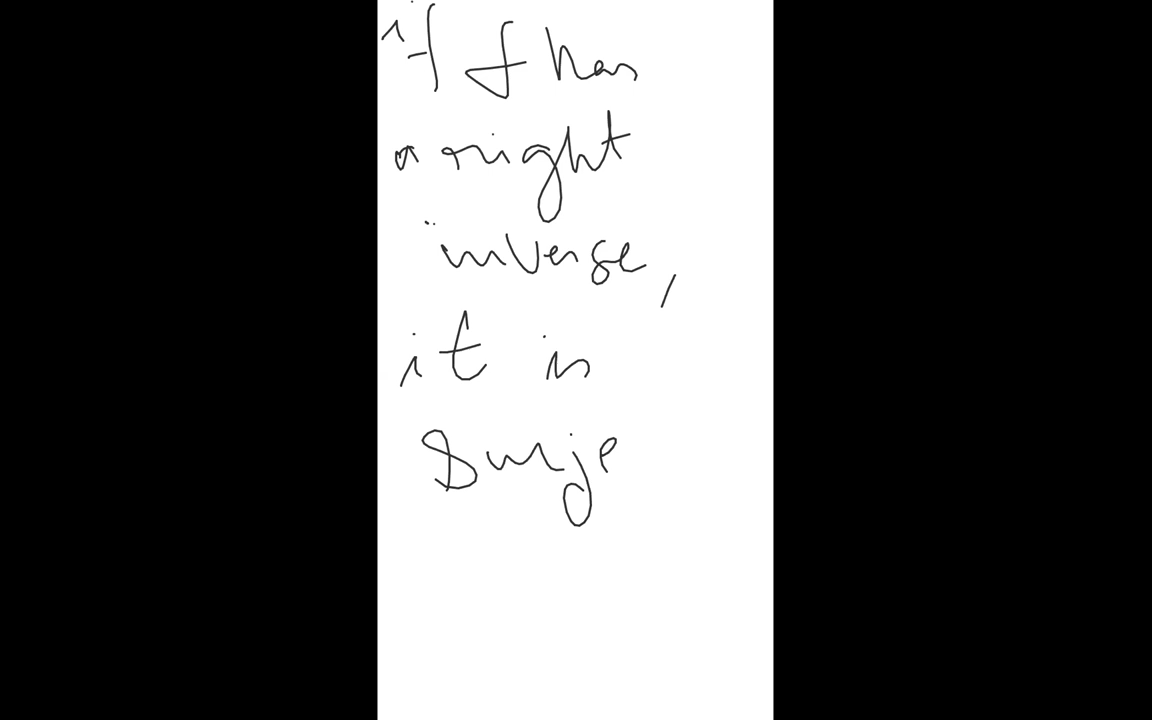 if f has
a right
inverse,
it is
Surje